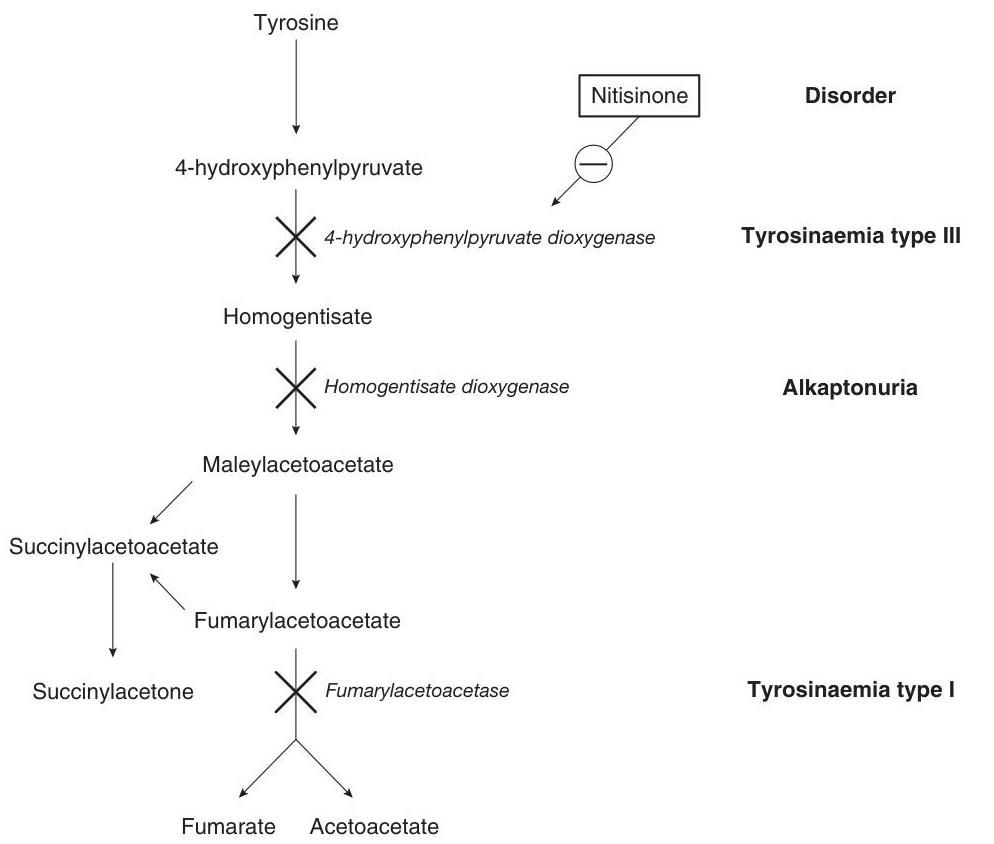 Tyrosine
Nitisinone
Disorder
4-hydroxyphenylpyruvate
4-hydroxyphenylpyruvate dioxygenase
Tyrosinaemia type III
Homogentisate
Homogentisate dioxygenase
Alkaptonuria
Maleylacetoacetate
Succinylacetoacetate
Fumarylacetoacetate
Succinylacetone
Fumarylacetoacetase
Tyrosinaemia type I
Fumarate
Acetoacetate